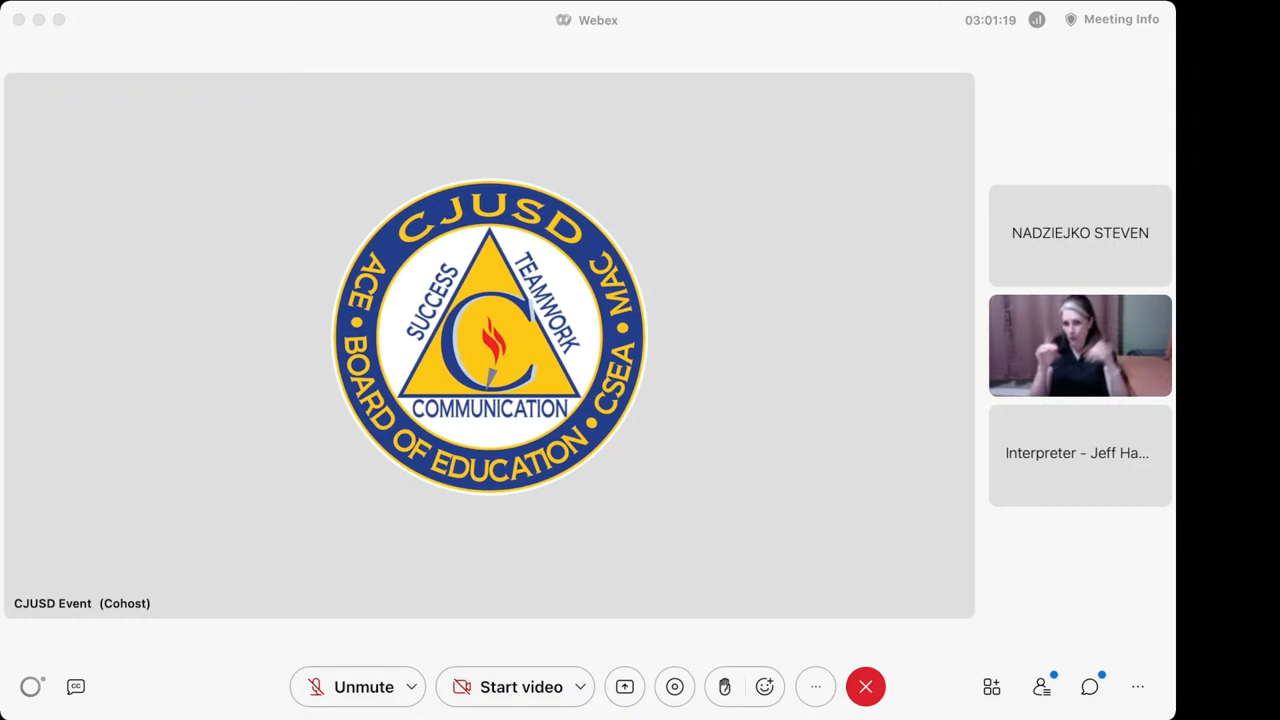 Webex
03:01:19
Meeting Info
CJUSD
ACE • BOARD OF EDUCATION • CSEA • MAC
SUCCESS
TEAMWORK
C
COMMUNICATION
NADZIEJKO STEVEN
Interpreter - Jeff Ha...
CJUSD Event (Cohost)
CC
Unmute
Start video